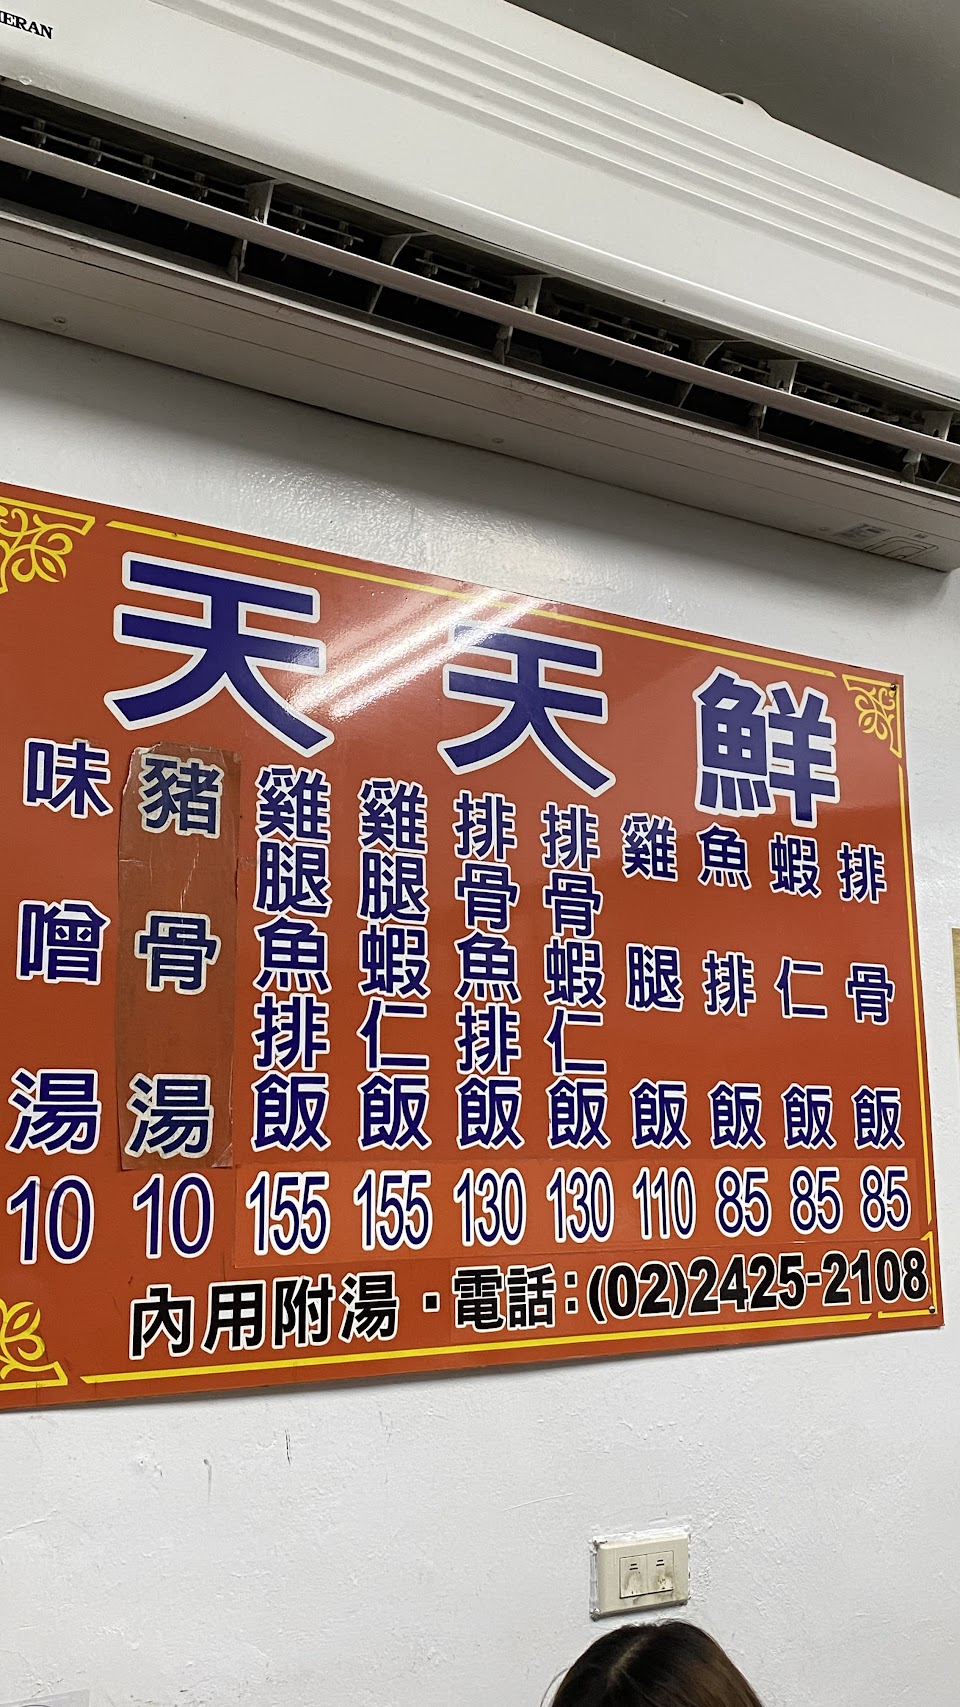 ERAN
天天鮮
排骨飯 85
蝦仁飯 85
魚排飯 85
雞腿飯 110
排骨蝦仁飯 130
排骨魚排飯 130
雞腿蝦仁飯 155
雞腿魚排飯 155
豬骨湯 10
味噌湯 10
內用附湯·電話:(02)2425-2108